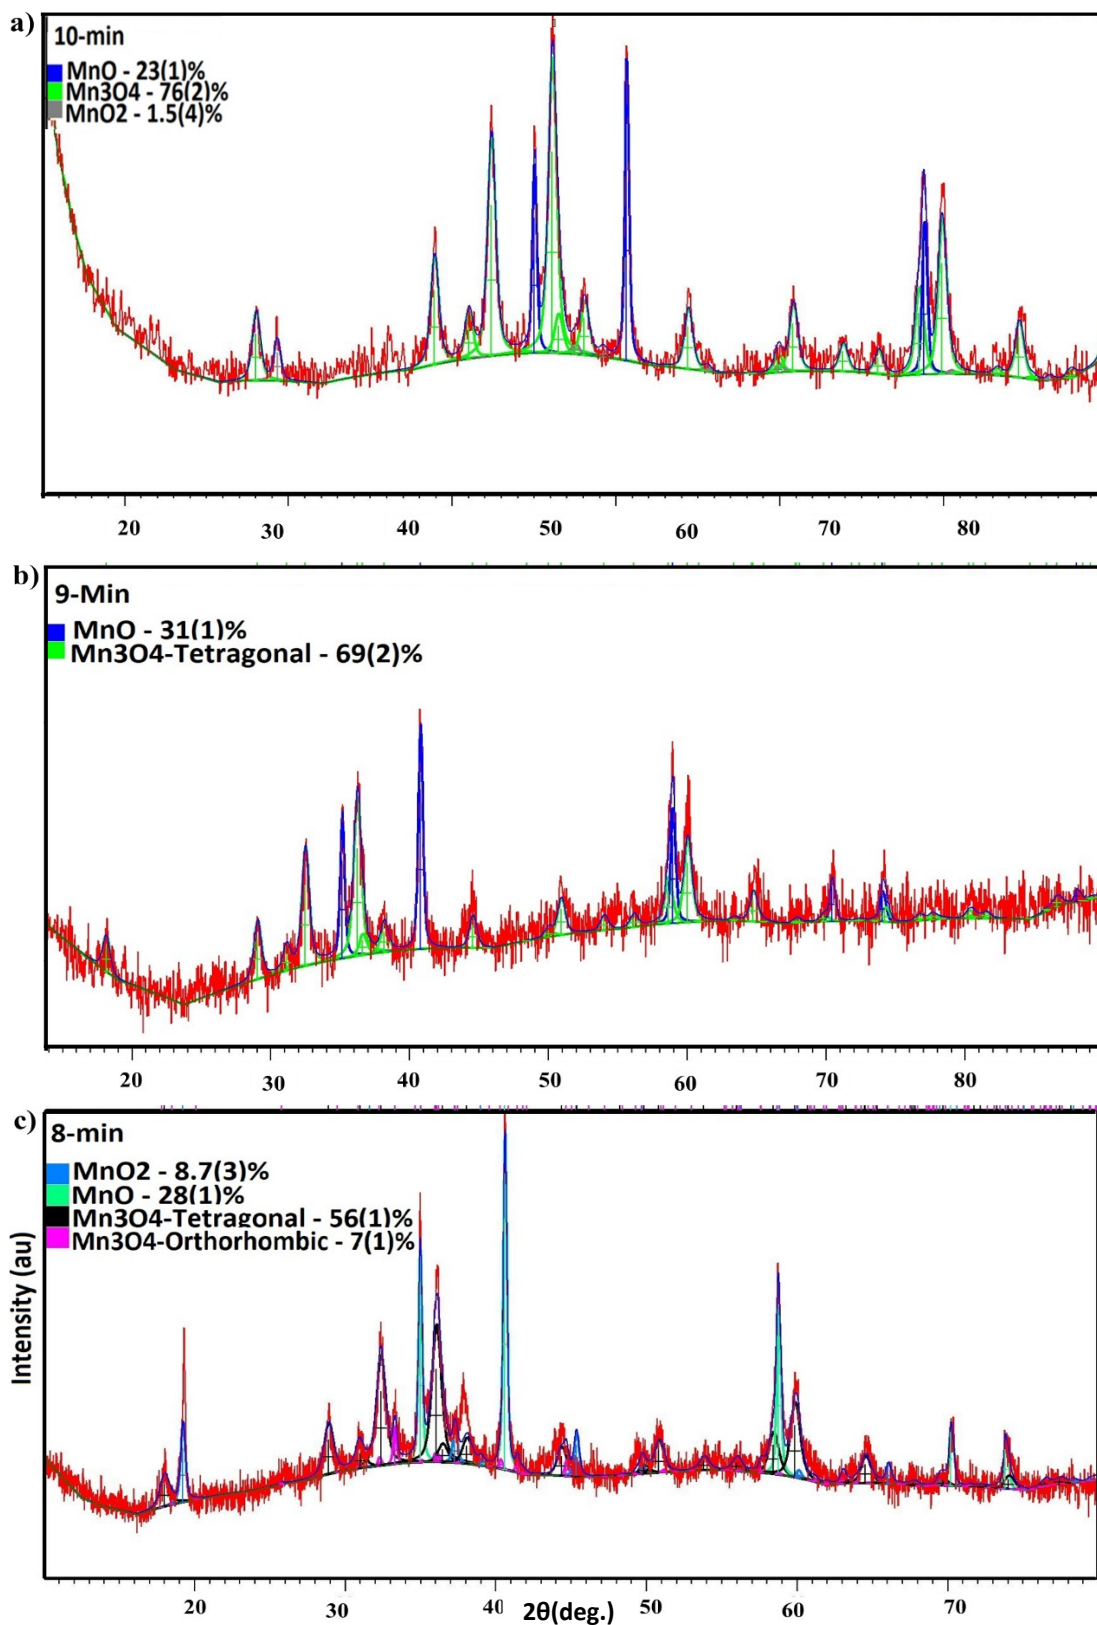 a)
10-min
MnO - 23(1)%
Mn3O4 - 76(2)%
MnO2 - 1.5(4)%
20 30 40 50 60 70 80
b)
9-Min
MnO - 31(1)%
Mn3O4-Tetragonal - 69(2)%
20 30 40 50 60 70 80
c)
8-min
MnO2 - 8.7(3)%
MnO - 28(1)%
Mn3O4-Tetragonal - 56(1)%
Mn3O4-Orthorhombic - 7(1)%
Intensity (au)
20 30 40 50 60 70
2θ(deg.)